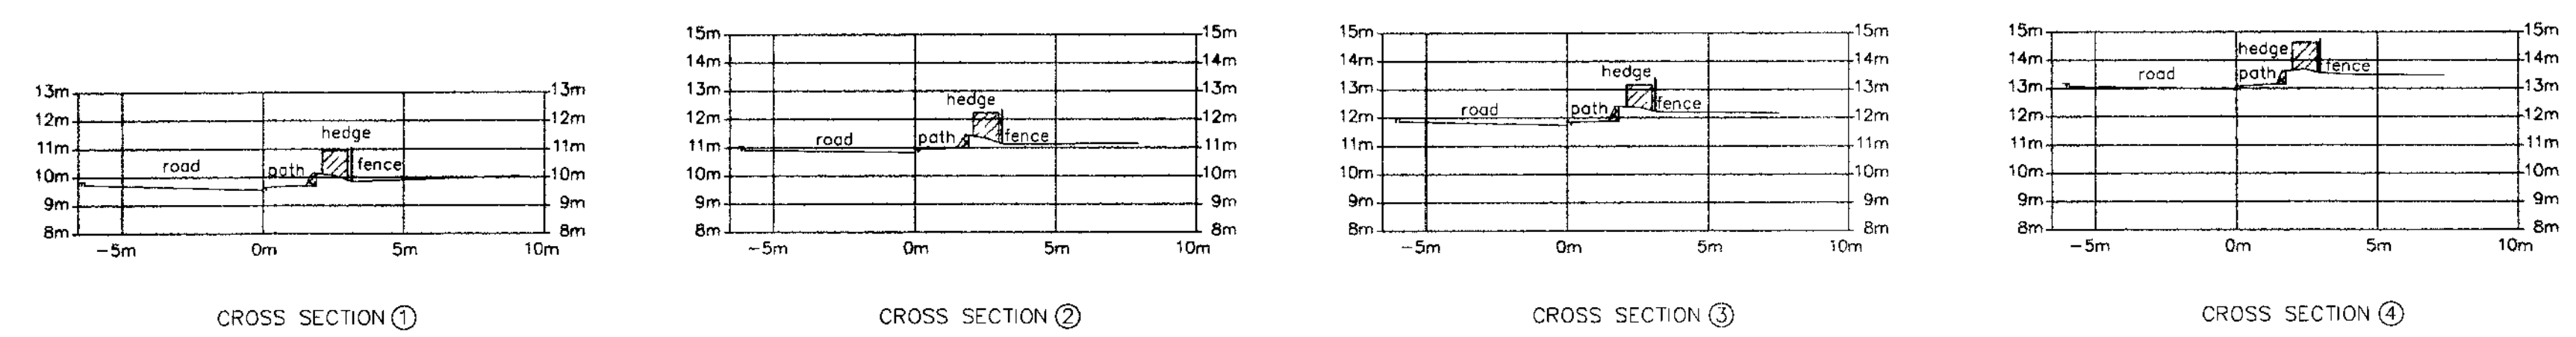 13m 13m
12m 12m
hedge
11m 11m
road path fence
10m 10m
9m 9m
8m 8m
−5m 0m 5m 10m
CROSS SECTION ①
15m 15m
14m 14m
13m 13m
hedge
12m 12m
road path fence
11m 11m
10m 10m
9m 9m
8m 8m
−5m 0m 5m 10m
CROSS SECTION ②
15m 15m
14m 14m
hedge
13m 13m
road path fence
12m 12m
11m 11m
10m 10m
9m 9m
8m 8m
−5m 0m 5m 10m
CROSS SECTION ③
15m 15m
hedge
14m 14m
road path fence
13m 13m
12m 12m
11m 11m
10m 10m
9m 9m
8m 8m
−5m 0m 5m 10m
CROSS SECTION ④